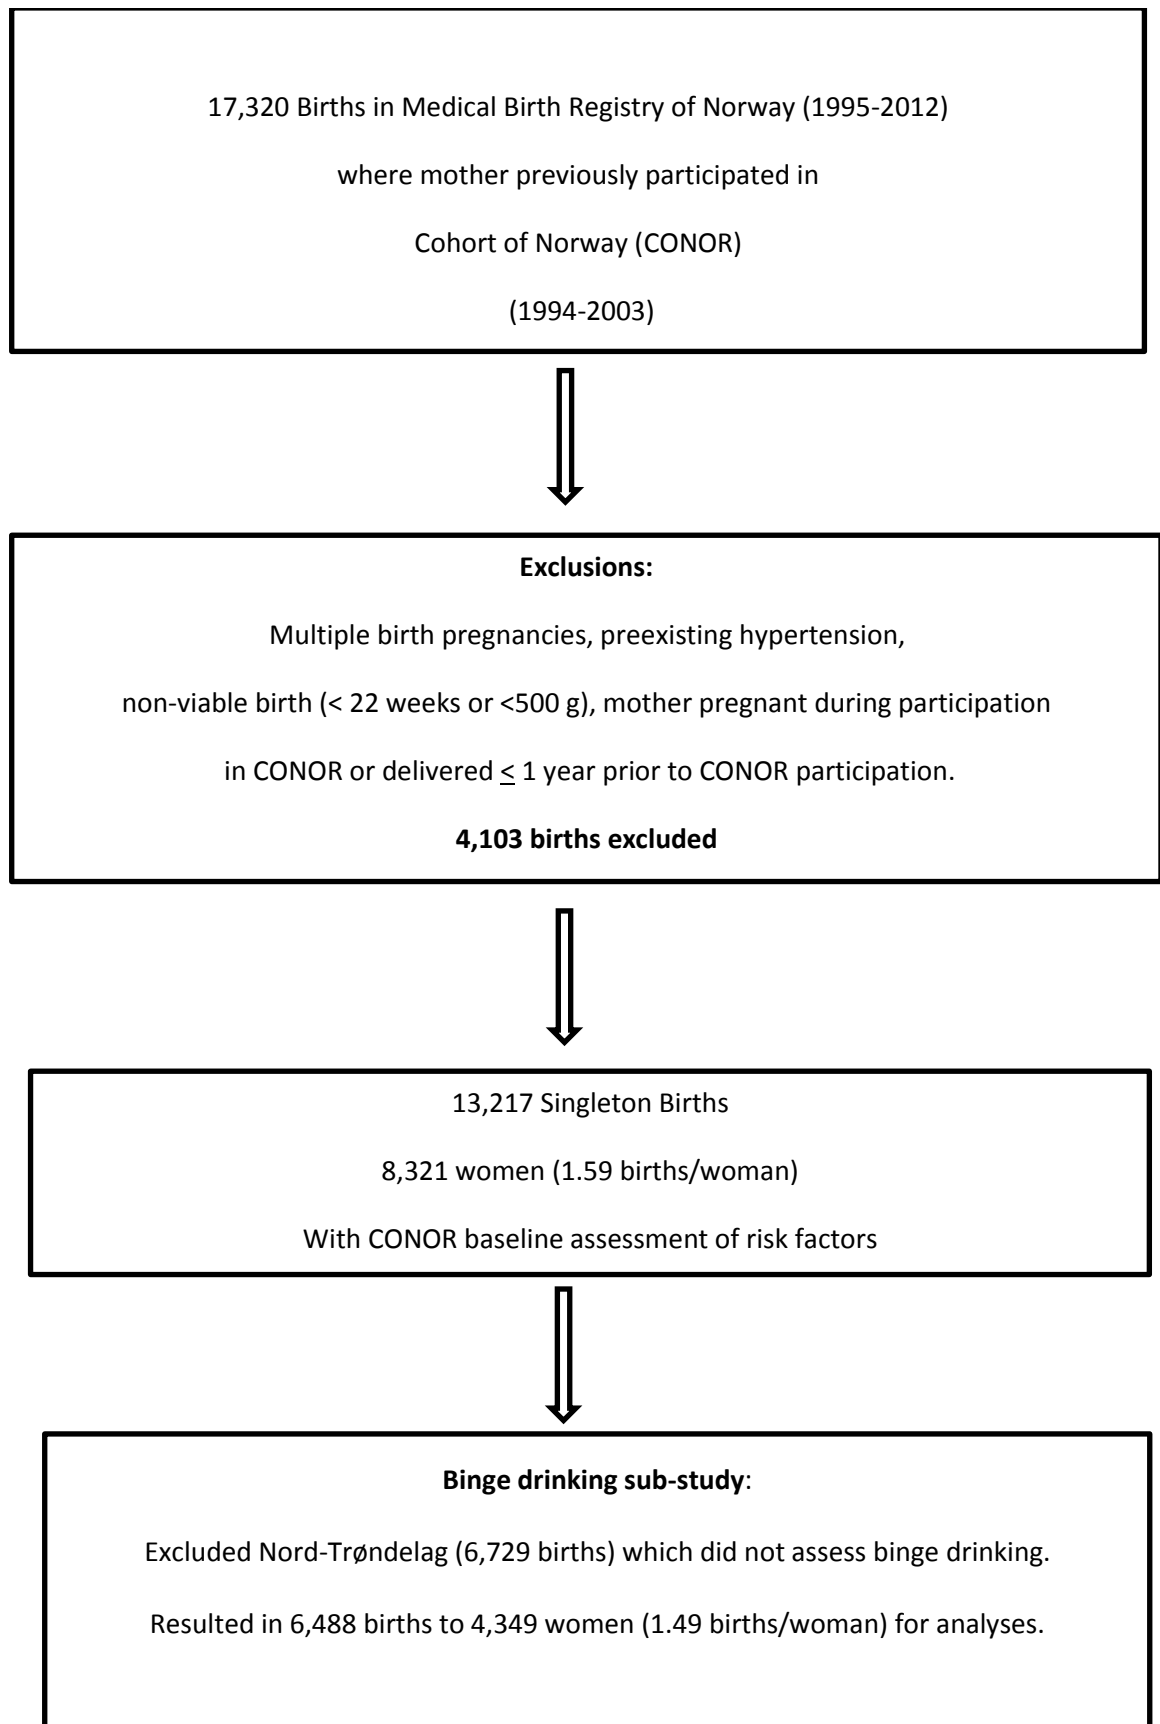 17,320 Births in Medical Birth Registry of Norway (1995-2012)
where mother previously participated in
Cohort of Norway (CONOR)
(1994-2003)
Exclusions:
Multiple birth pregnancies, preexisting hypertension,
non-viable birth (< 22 weeks or <500 g), mother pregnant during participation
in CONOR or delivered ≤ 1 year prior to CONOR participation.
4,103 births excluded
13,217 Singleton Births
8,321 women (1.59 births/woman)
With CONOR baseline assessment of risk factors
Binge drinking sub-study:
Excluded Nord-Trøndelag (6,729 births) which did not assess binge drinking.
Resulted in 6,488 births to 4,349 women (1.49 births/woman) for analyses.